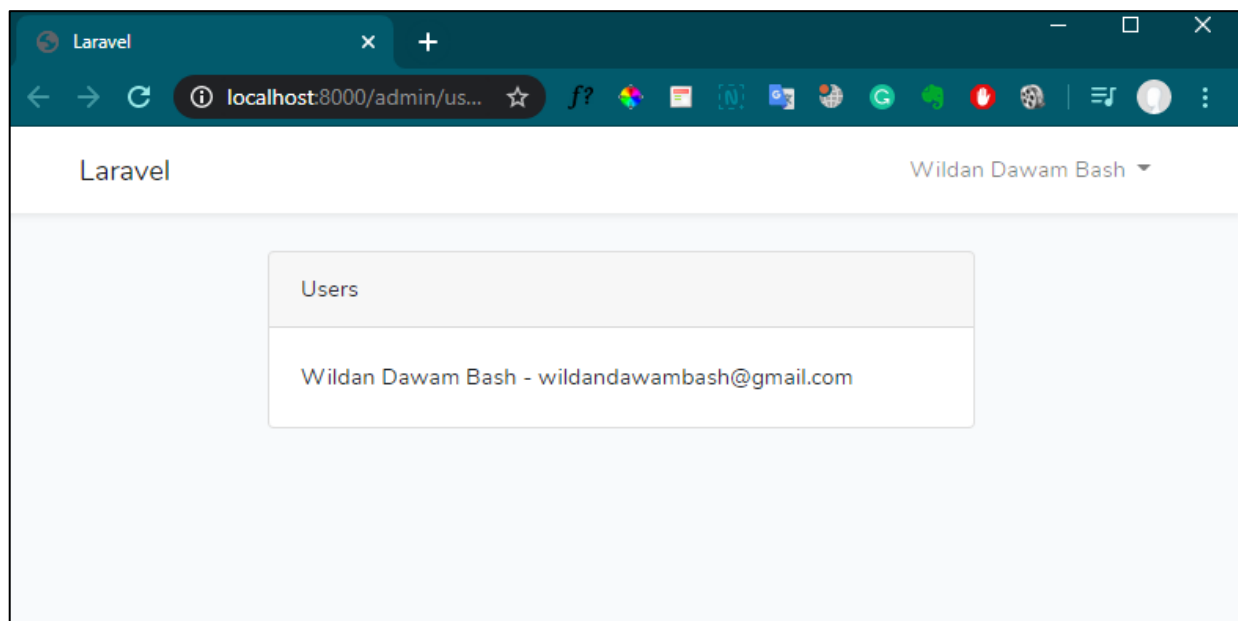 Laravel
localhost:8000/admin/us...
f?
N
G
G
Laravel
Wildan Dawam Bash
Users
Wildan Dawam Bash - wildandawambash@gmail.com